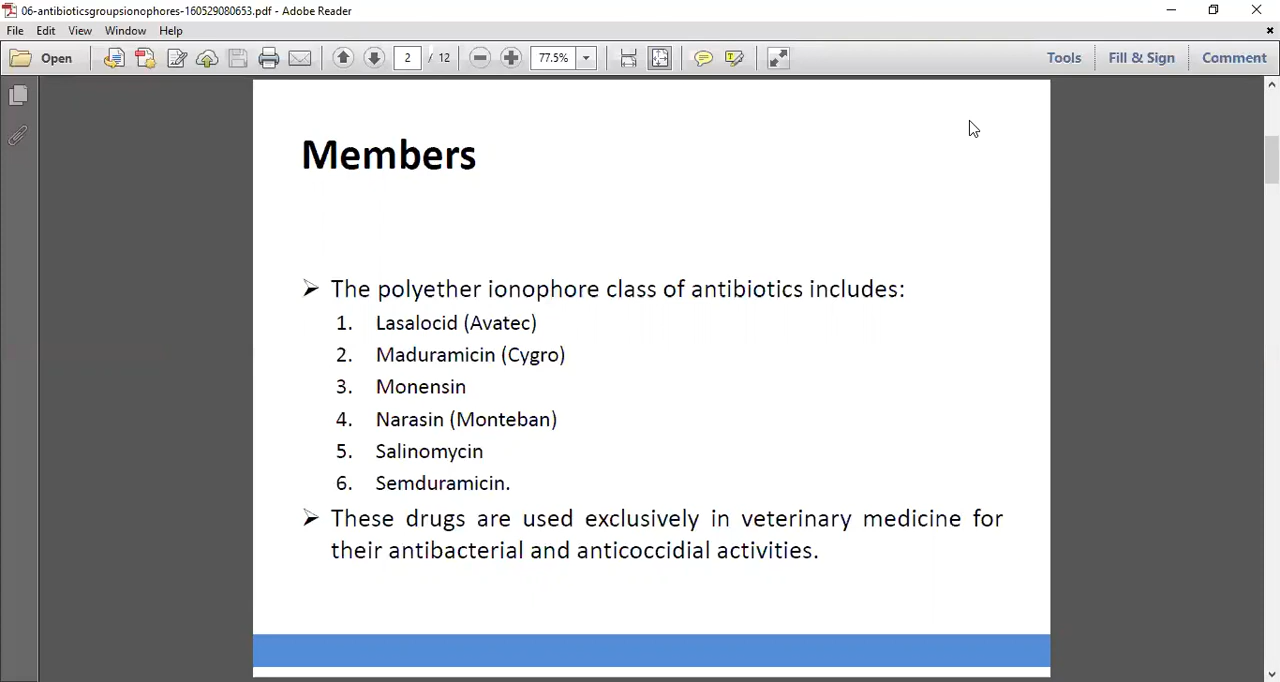 06-antibioticsgroupsionophores-160529080653.pdf - Adobe Reader
File Edit View Window Help
Open 2 / 12 77.5% Tools Fill & Sign Comment
Members
The polyether ionophore class of antibiotics includes:
1. Lasalocid (Avatec)
2. Maduramicin (Cygro)
3. Monensin
4. Narasin (Monteban)
5. Salinomycin
6. Semduramicin.
These drugs are used exclusively in veterinary medicine for
their antibacterial and anticoccidial activities.